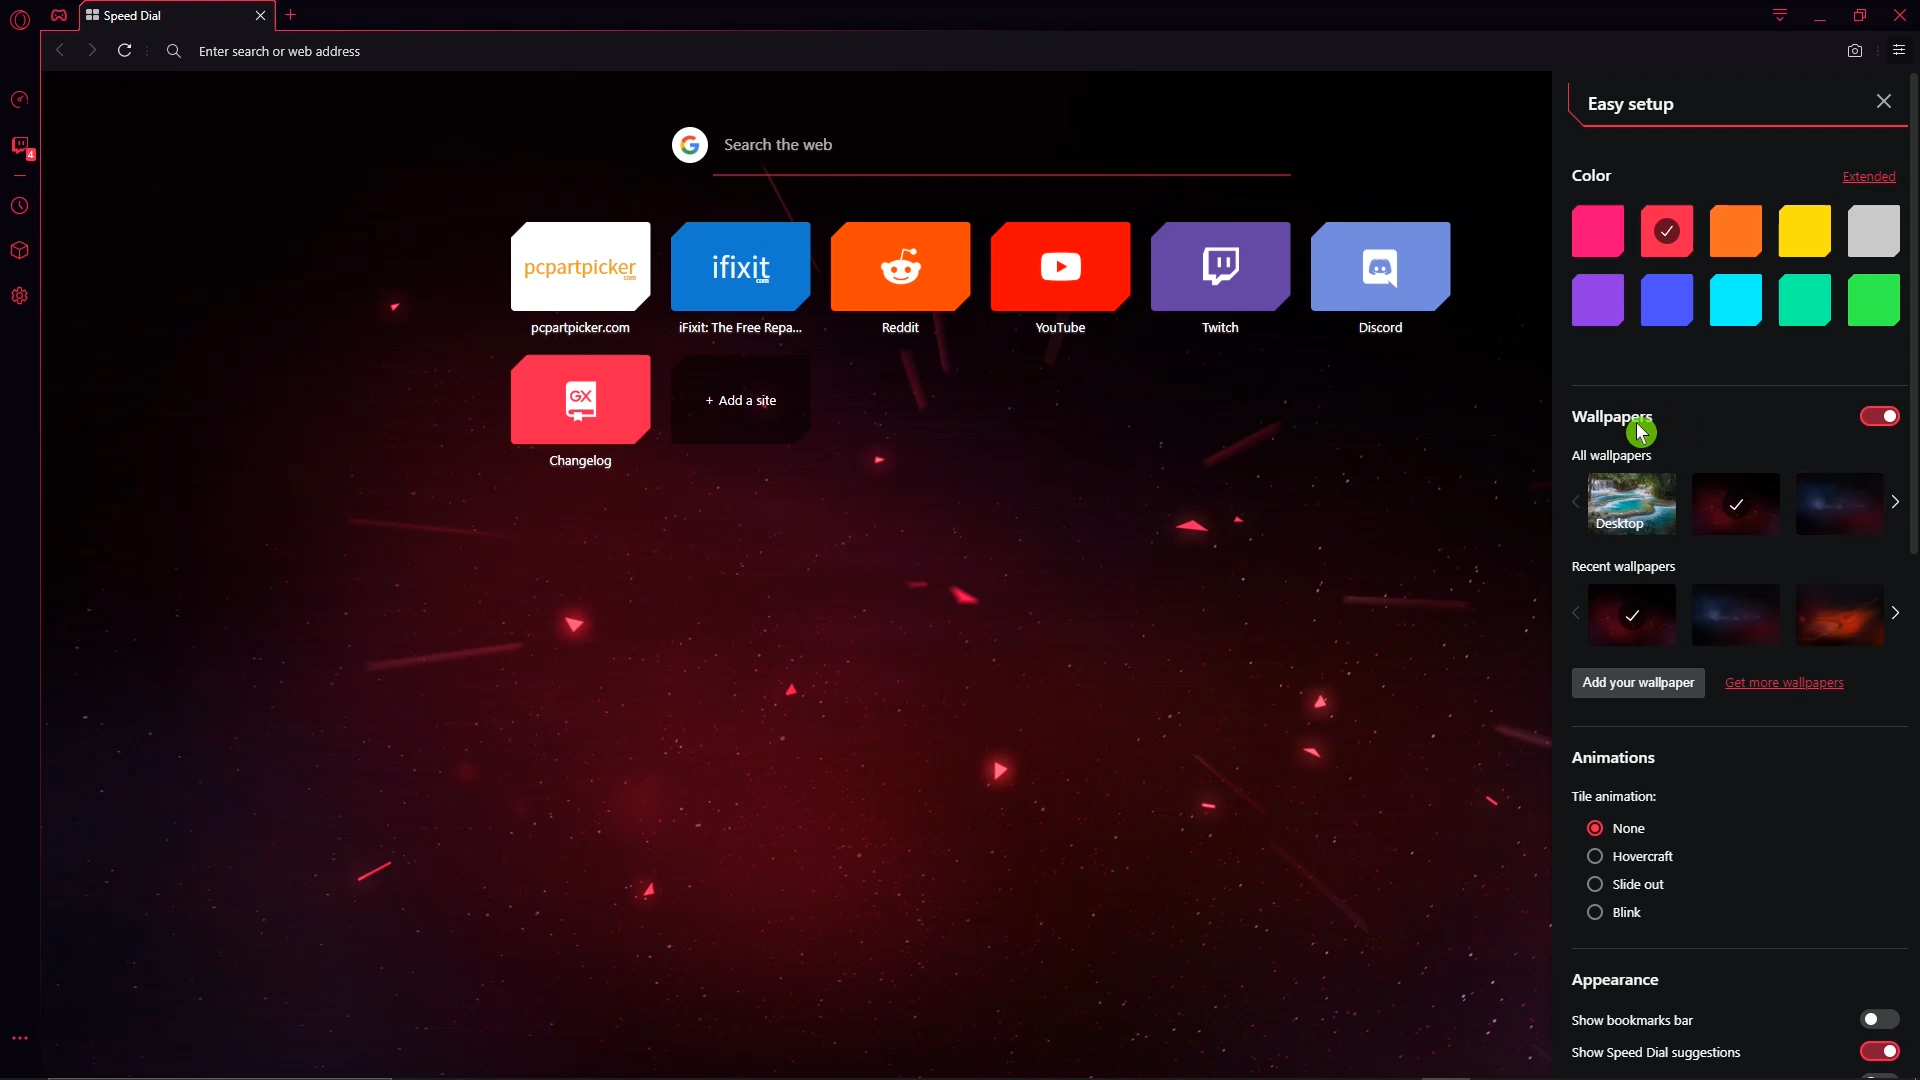 Speed Dial
Enter search or web address
4
Search the web
pcpartpicker
com
ifixit
com
pcpartpicker.com
iFixit: The Free Repa...
Reddit
YouTube
Twitch
Discord
GX
+ Add a site
Changelog
Easy setup
Color
Extended
Wallpapers
All wallpapers
Desktop
Recent wallpapers
Add your wallpaper
Get more wallpapers
Animations
Tile animation:
None
Hovercraft
Slide out
Blink
Appearance
Show bookmarks bar
Show Speed Dial suggestions